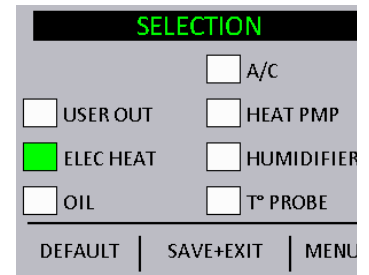 SELECTION
A/C
USER OUT HEAT PMP
ELEC HEAT HUMIDIFIER
OIL T° PROBE
DEFAULT SAVE+EXIT MENU